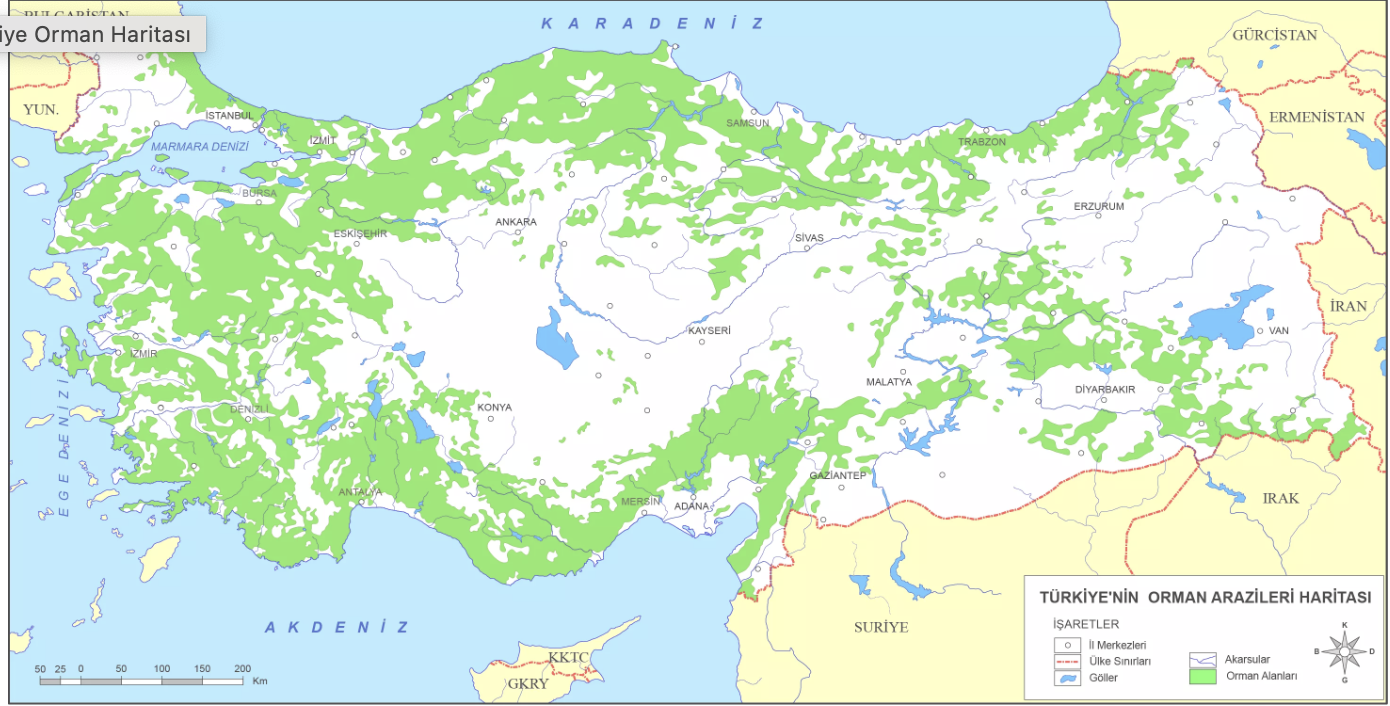 BULGARİSTAN
iye Orman Haritası
KARADENİZ
GÜRCİSTAN
YUN.
ERMENİSTAN
İSTANBUL
İZMİT
SAMSUN
TRABZON
MARMARA DENİZİ
BURSA
ERZURUM
ANKARA
ESKİŞEHİR
SİVAS
İRAN
KAYSERİ
VAN
İZMİR
MALATYA
DİYARBAKIR
DENİZLİ
KONYA
EGE DENİZİ
GAZİANTEP
ANTALYA
MERSİN
ADANA
IRAK
AKDENİZ
SURİYE
KKTC
GKRY
50 25 0 50 100 150 200
Km
TÜRKİYE'NİN ORMAN ARAZİLERİ HARİTASI
İŞARETLER
İl Merkezleri
Ülke Sınırları
Göller
Akarsular
Orman Alanları
K
B D
G